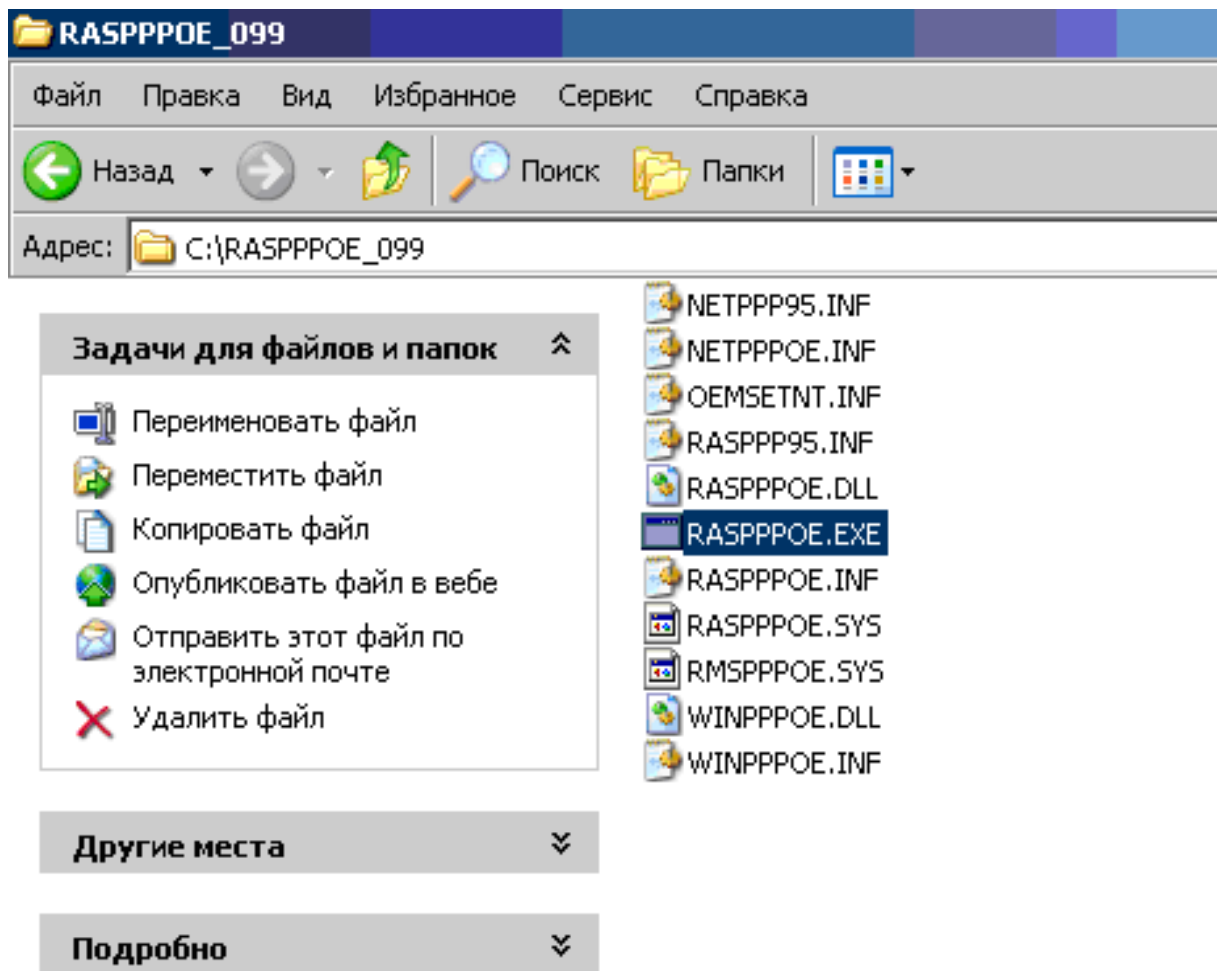 RASPPPOE_099
Файл Правка Вид Избранное Сервис Справка
Назад Поиск Папки
Адрес: C:\RASPPPOE_099
Задачи для файлов и папок
Переименовать файл
Переместить файл
Копировать файл
Опубликовать файл в вебе
Отправить этот файл по
электронной почте
Удалить файл
Другие места
Подробно
NETPPP95.INF
NETPPPOE.INF
OEMSETNT.INF
RASPPP95.INF
RASPPPOE.DLL
RASPPPOE.EXE
RASPPPOE.INF
RASPPPOE.SYS
RMSPPPOE.SYS
WINPPPOE.DLL
WINPPPOE.INF